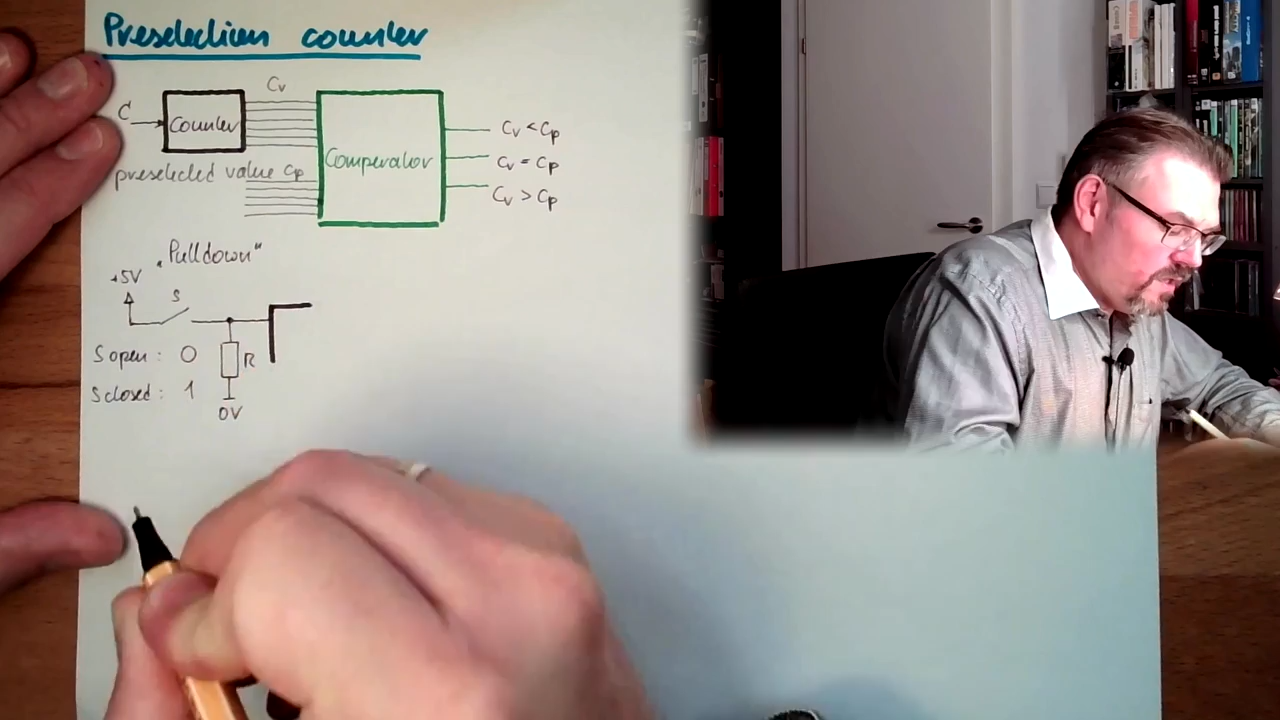 Preselection counter
Cv
C
Counter
Comperator
Cv < Cp
Cv = Cp
Cv > Cp
preselected value Cp
"Pulldown"
+5V
S
S open : 0
R
S closed : 1
0V